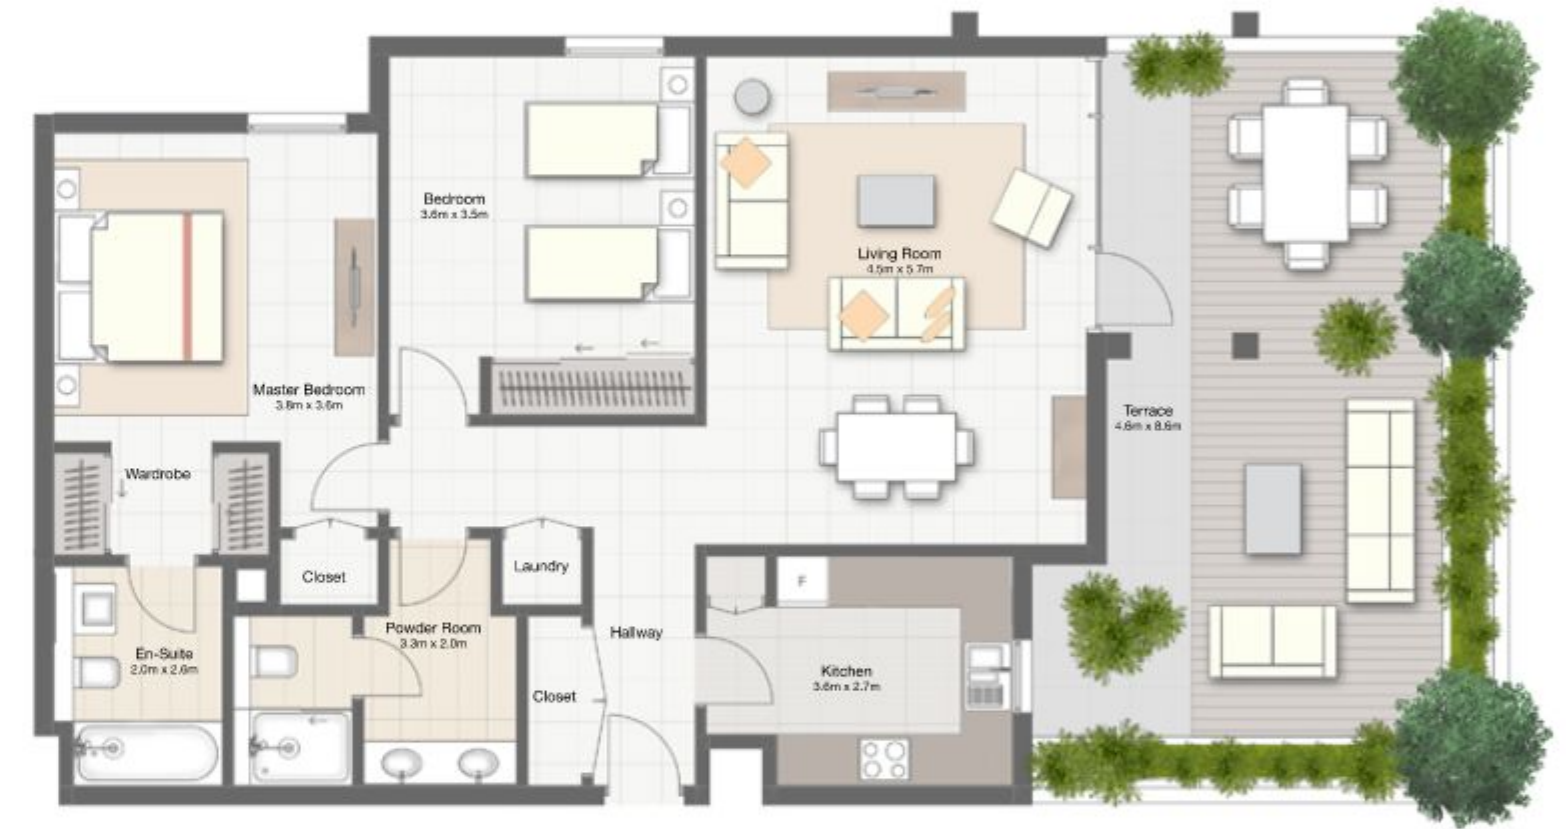 Bedroom
3.6m x 3.5m
Living Room
4.5m x 5.7m
Master Bedroom
3.8m x 3.6m
Terrace
4.6m x 8.6m
Wardrobe
Closet
Laundry
F
Powder Room
3.3m x 2.0m
Hallway
En-Suite
2.0m x 2.6m
Kitchen
3.6m x 2.7m
Closet